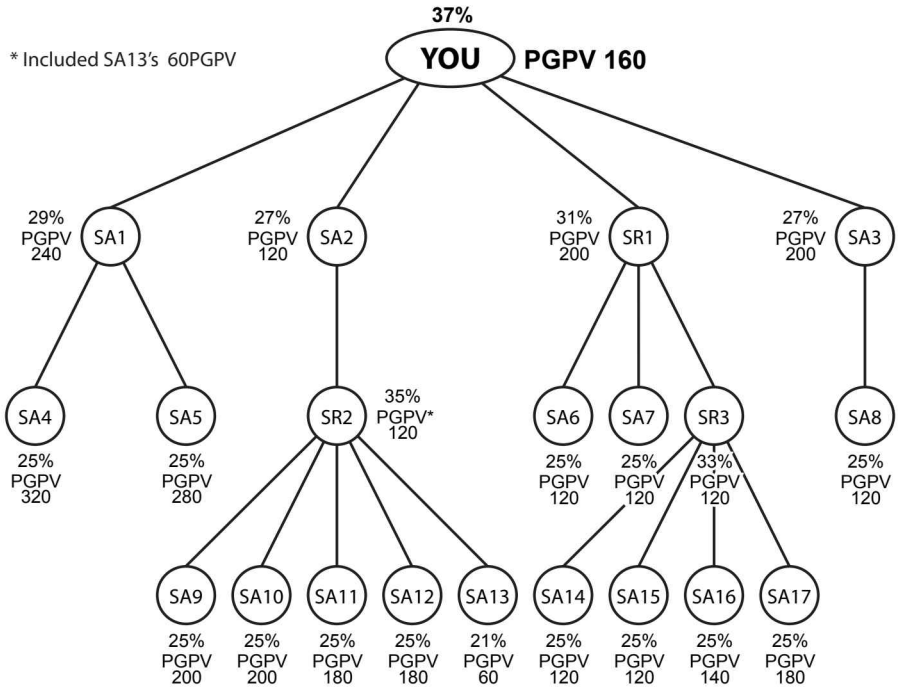 37%
* Included SA13's 60PGPV
YOU
PGPV 160
29%
PGPV
240
SA1
27%
PGPV
120
SA2
31%
PGPV
200
SR1
27%
PGPV
200
SA3
SA4
25%
PGPV
320
SA5
25%
PGPV
280
SR2
35%
PGPV*
120
SA6
25%
PGPV
120
SA7
25%
PGPV
120
SR3
33%
PGPV
120
SA8
25%
PGPV
120
SA9
25%
PGPV
200
SA10
25%
PGPV
200
SA11
25%
PGPV
180
SA12
25%
PGPV
180
SA13
21%
PGPV
60
SA14
25%
PGPV
120
SA15
25%
PGPV
120
SA16
25%
PGPV
140
SA17
25%
PGPV
180